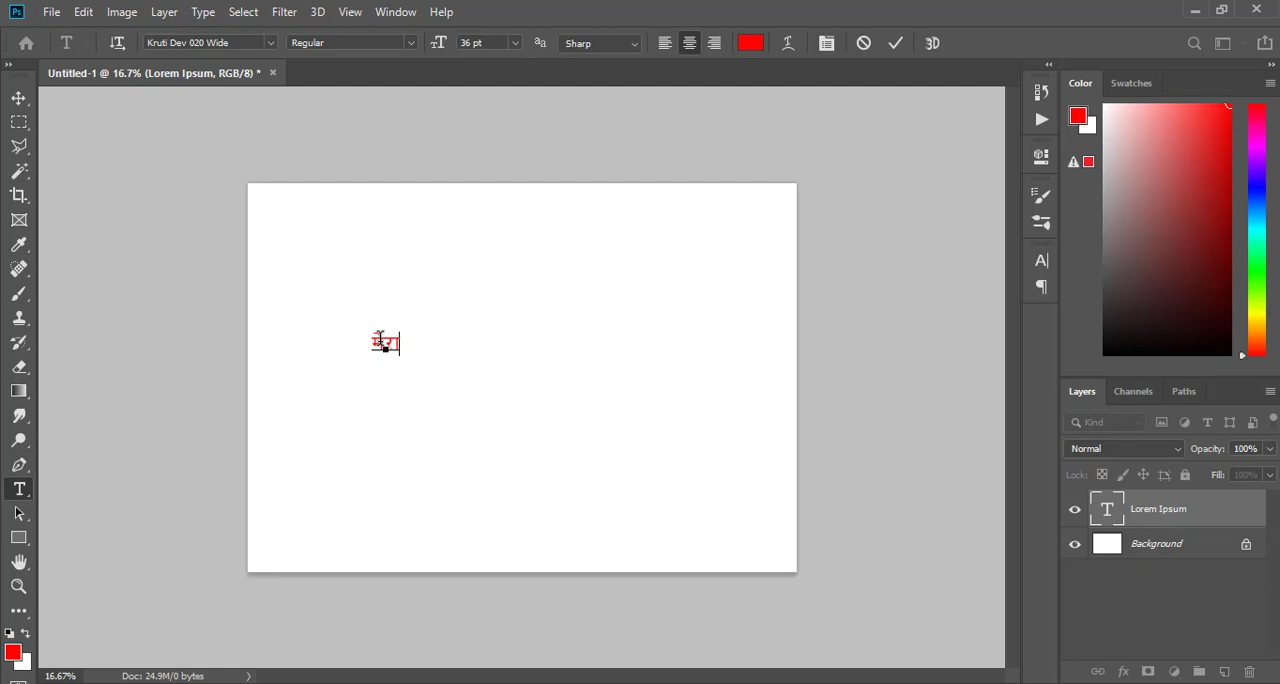 Ps File Edit Image Layer Type Select Filter 3D View Window Help
T Kruti Dev 020 Wide Regular 36 pt Sharp 3D
Untitled-1 @ 16.7% (Lorem Ipsum, RGB/8) * ×
Color Swatches
Layers Channels Paths
Kind
Normal Opacity: 100%
Lock: Fill: 100%
T Lorem Ipsum
Background
16.67% Doc: 24.9M/0 bytes